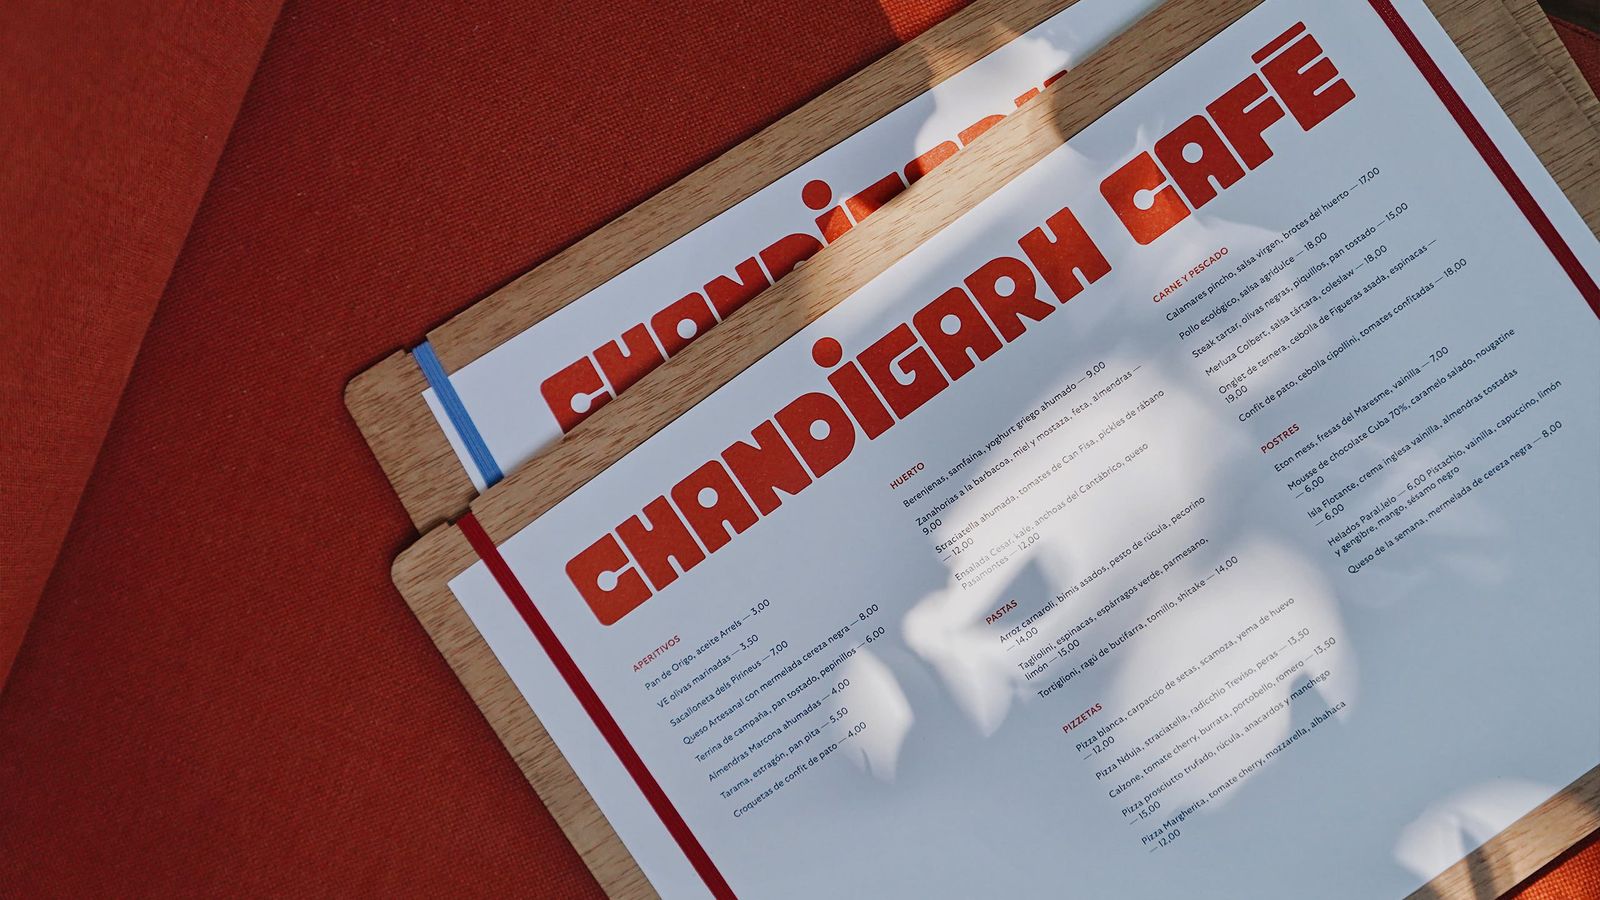 CHANDIGARH
CHANDIGARH CAFÉ
APERITIVOS
Pan de Origo, aceite Arrels — 3,00
VE olivas marinadas — 3,50
Sacalloneta dels Pirineus — 7,00
Queso Artesanal con mermelada cereza negra — 8,00
Terrina de campaña, pan tostado, pepinillos — 6,00
Almendras Marcona ahumadas — 4,00
Tarama, estragón, pan pita — 5,50
Croquetas de confit de pato — 4,00
HUERTO
Berenjenas, samfaina, yoghurt griego ahumado — 9,00
Zanahorias a la barbacoa, miel y mostaza, feta, almendras —
9,00
Straciatella ahumada, tomates de Can Fisa, pickles de rábano
— 12,00
Ensalada Cesar, kale, anchoas del Cantábrico, queso
Pasamontes — 12,00
PASTAS
Arroz carnaroli, bimis asados, pesto de rúcula, pecorino
— 14,00
Tagliolini, espinacas, espárragos verde, parmesano,
limón — 15,00
Tortiglioni, ragú de butifarra, tomillo, shitake — 14,00
PIZZETAS
Pizza blanca, carpaccio de setas, scamoza, yema de huevo
— 12,00
Pizza Nduja, straciatella, radicchio Treviso, peras — 13,50
Calzone, tomate cherry, burrata, portobello, romero — 13,50
Pizza prosciutto trufado, rúcula, anacardos y manchego
— 15,00
Pizza Margherita, tomate cherry, mozzarella, albahaca
— 12,00
CARNE Y PESCADO
Calamares pincho, salsa virgen, brotes del huerto — 17,00
Pollo ecológico, salsa agridulce — 18,00
Steak tartar, olivas negras, piquillos, pan tostado — 15,00
Merluza Colbert, salsa tártara, coleslaw — 18,00
Onglet de ternera, cebolla de Figueras asada, espinacas —
19,00
Confit de pato, cebolla cipollini, tomates confitadas — 18,00
POSTRES
Eton mess, fresas del Maresme, vainilla — 7,00
Mousse de chocolate Cuba 70%, caramelo salado, nougatine
— 6,00
Isla Flotante, crema inglesa vainilla, almendras tostadas
— 6,00
Helados Paral.lelo — 6,00 Pistachio, vainilla, capuccino, limón
y gengibre, mango, sésamo negro
Queso de la semana, mermelada de cereza negra — 8,00